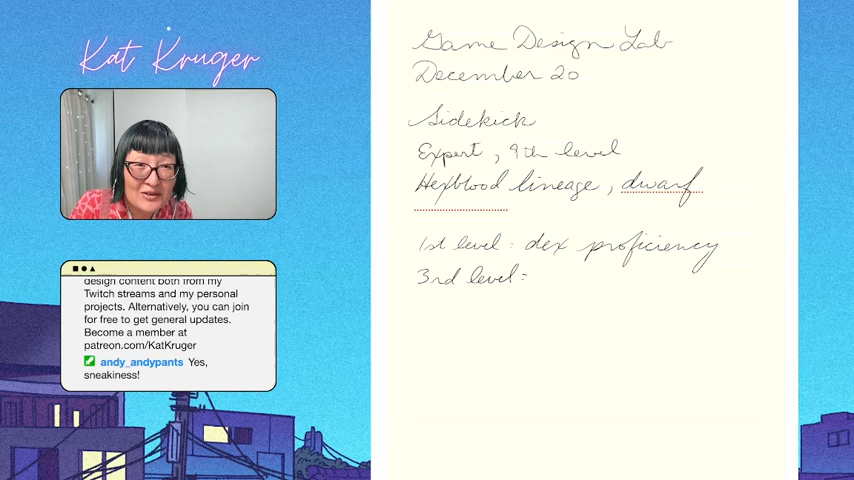 Kat Kruger
design content both from my
Twitch streams and my personal
projects. Alternatively, you can join
for free to get general updates.
Become a member at
patreon.com/KatKruger
andy_andypants Yes,
sneakiness!
Game Design Lab
December 20
Sidekick
Expert, 9th level
Hexblood lineage, dwarf
1st level: dex proficiency
3rd level: